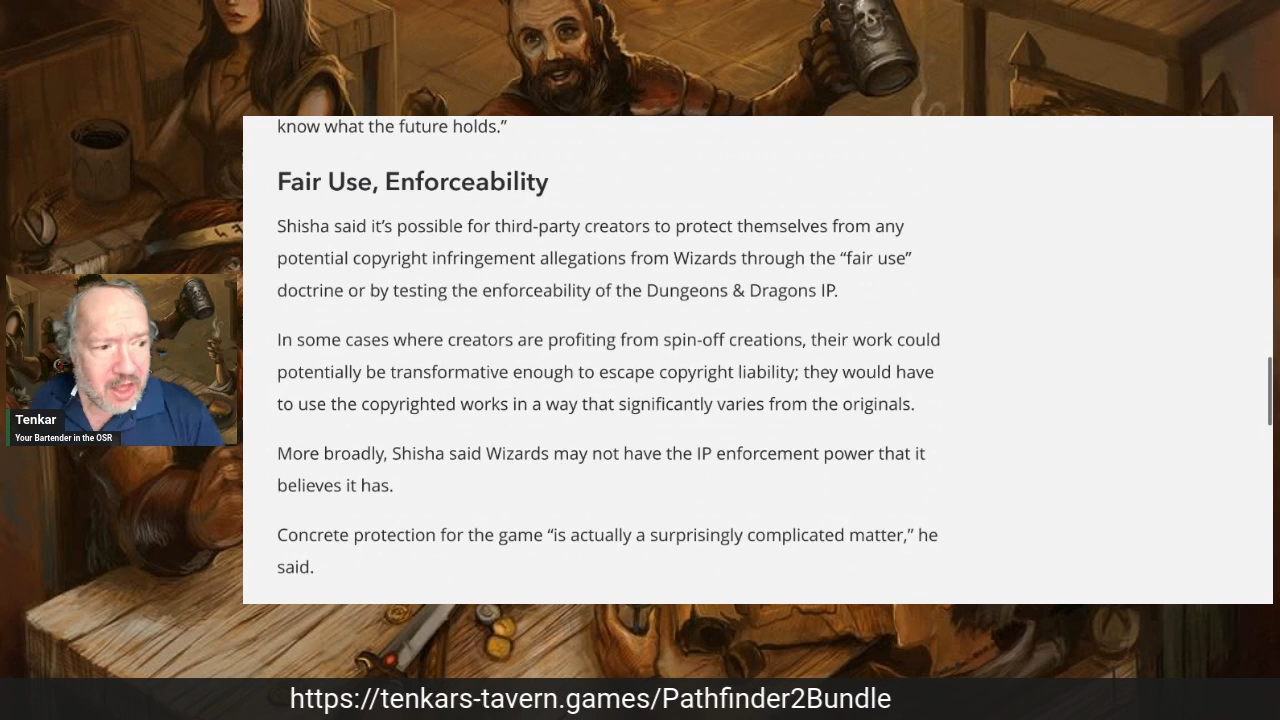 know what the future holds.”
Fair Use, Enforceability
Shisha said it’s possible for third-party creators to protect themselves from any
potential copyright infringement allegations from Wizards through the “fair use”
doctrine or by testing the enforceability of the Dungeons & Dragons IP.
In some cases where creators are profiting from spin-off creations, their work could
potentially be transformative enough to escape copyright liability; they would have
to use the copyrighted works in a way that significantly varies from the originals.
More broadly, Shisha said Wizards may not have the IP enforcement power that it
believes it has.
Concrete protection for the game “is actually a surprisingly complicated matter,” he
said.
Tenkar
Your Bartender in the OSR
https://tenkars-tavern.games/Pathfinder2Bundle